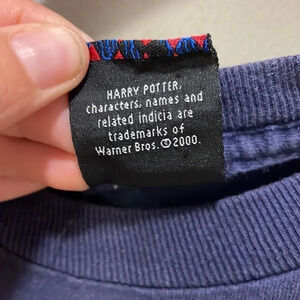 HARRY POTTER,
characters, names and
related indicia are
trademarks of
Warner Bros.©2000.